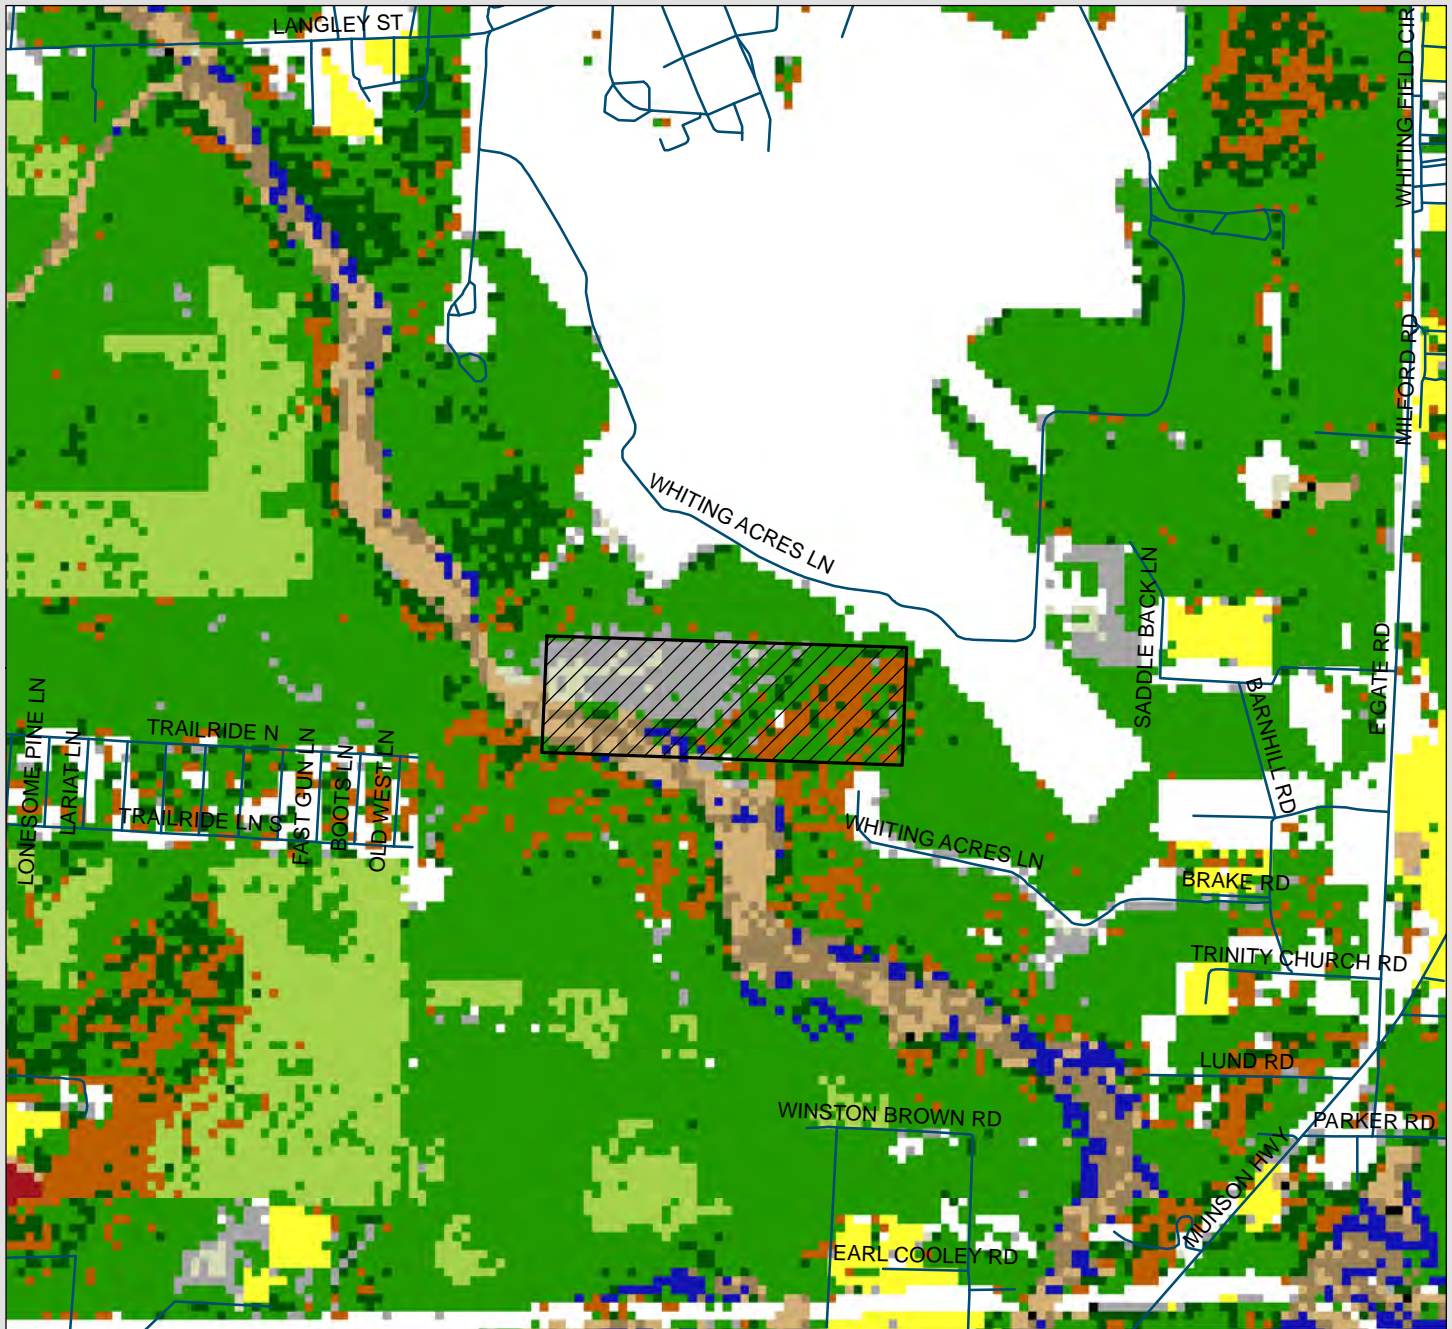 LANGLEY ST
WHITING FIELD CIR
MILFORD RD
WHITING ACRES LN
SADDLE BACK LN
E GATE RD
BARNHILL RD
LONESOME PINE LN
LARIAT LN
TRAILRIDE N
FAST GUN LN
BOOTS LN
OLD WEST LN
TRAILRIDE LN S
WHITING ACRES LN
BRAKE RD
TRINITY CHURCH RD
LUND RD
PARKER RD
WINSTON BROWN RD
MUNSON HWY
EARL COOLEY RD